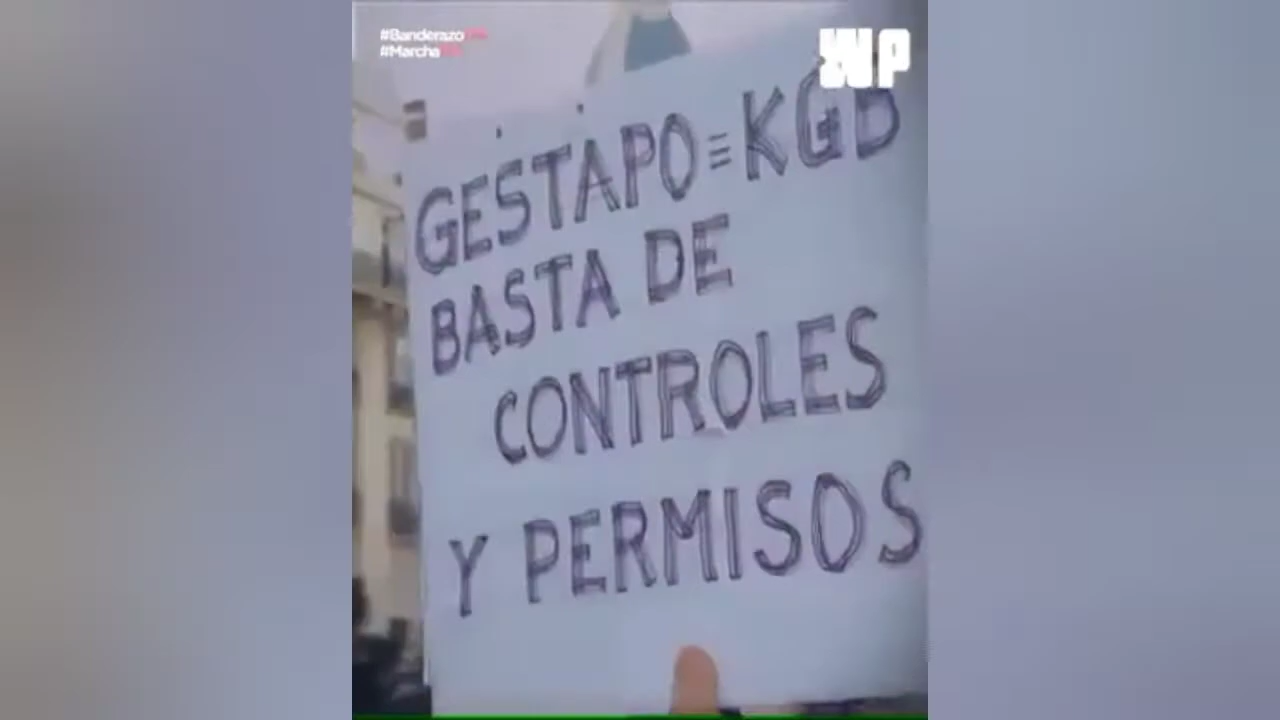 #Banderazo
#Marcha
GESTAPO≡KGB
BASTA DE
CONTROLES
Y PERMISOS